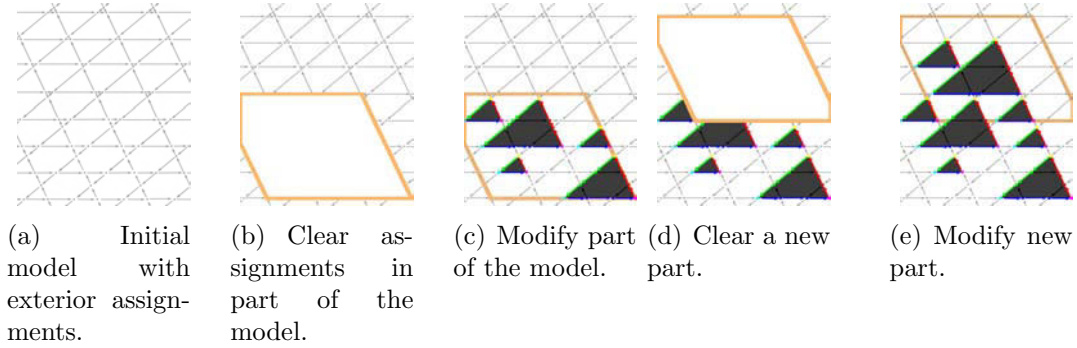 (a) Initial
model with
exterior assign-
ments.
(b) Clear as-
signments in
part of the
model.
(c) Modify part
of the model.
(d) Clear a new
part.
(e) Modify new
part.